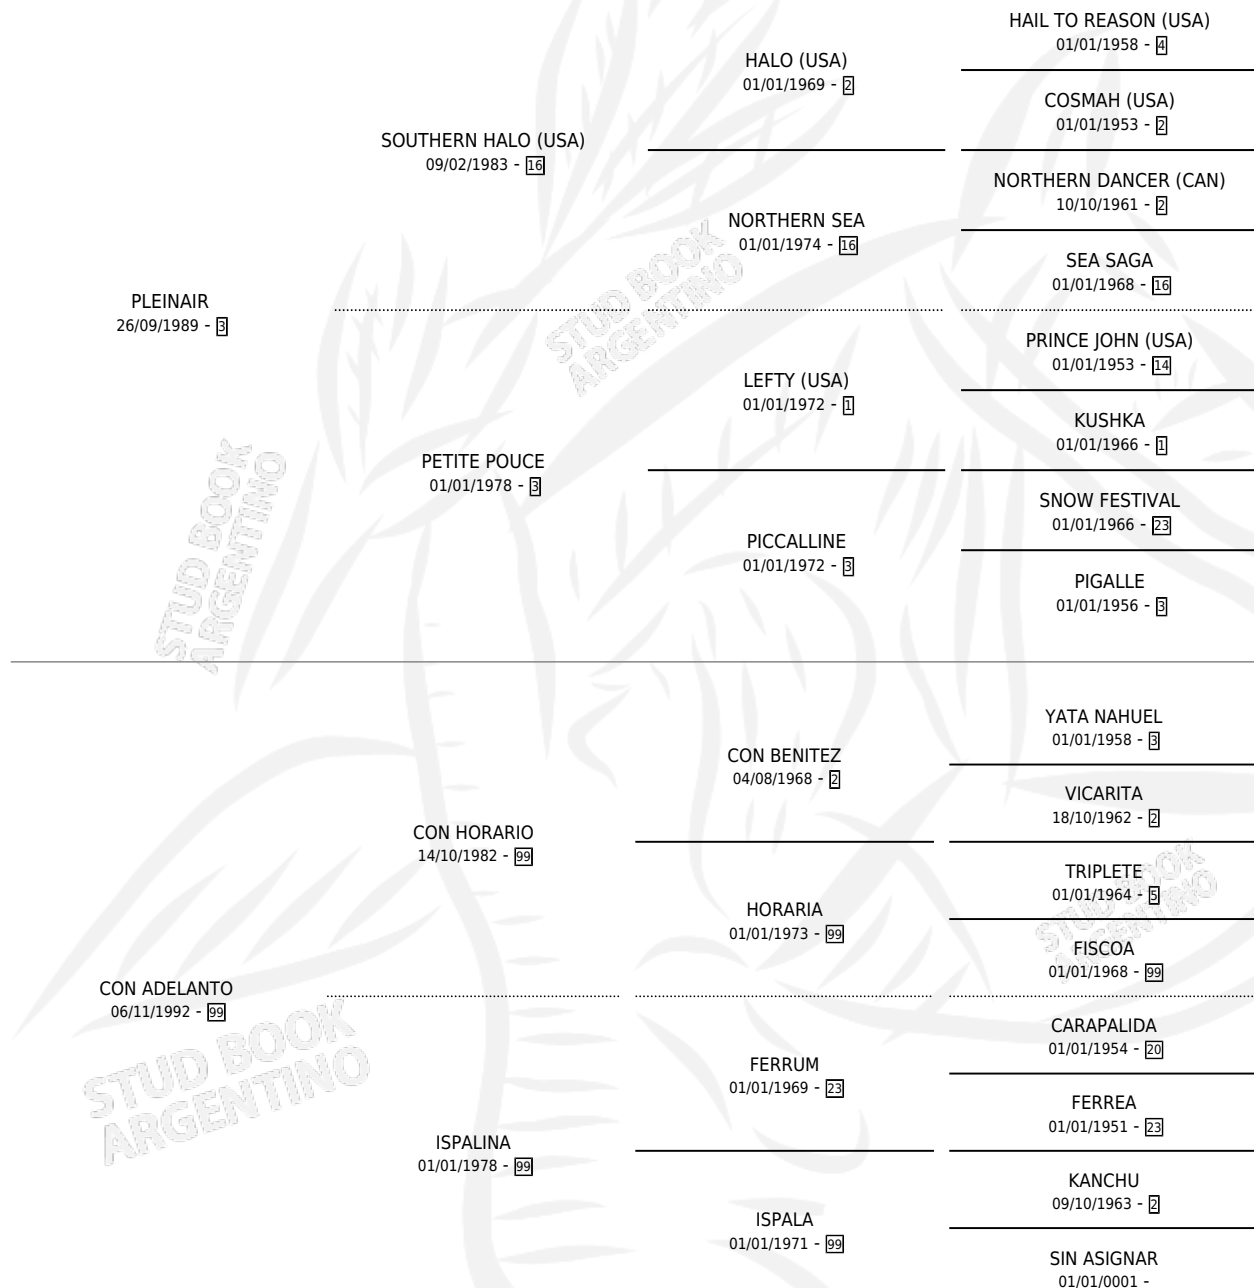 HAIL TO REASON (USA)
01/01/1958 - 4
HALO (USA)
01/01/1969 - 2
COSMAH (USA)
01/01/1953 - 2
SOUTHERN HALO (USA)
09/02/1983 - 16
NORTHERN DANCER (CAN)
10/10/1961 - 2
NORTHERN SEA
01/01/1974 - 16
SEA SAGA
01/01/1968 - 16
STUD BOOK
ARGENTINO
PLEINAIR
26/09/1989 - 3
PRINCE JOHN (USA)
01/01/1953 - 14
LEFTY (USA)
01/01/1972 - 1
KUSHKA
01/01/1966 - 1
PETITE POUCE
01/01/1978 - 3
SNOW FESTIVAL
01/01/1966 - 23
PICCALLINE
01/01/1972 - 3
PIGALLE
01/01/1956 - 3
STUD BOOK
ARGENTINO
YATA NAHUEL
01/01/1958 - 3
CON BENITEZ
04/08/1968 - 2
VICARITA
18/10/1962 - 2
CON HORARIO
14/10/1982 - 99
TRIPLETE
01/01/1964 - 5
HORARIA
01/01/1973 - 99
FISCOA
01/01/1968 - 99
STUD BOOK
ARGENTINO
CON ADELANTO
06/11/1992 - 99
CARAPALIDA
01/01/1954 - 20
FERRUM
01/01/1969 - 23
FERREA
01/01/1951 - 23
STUD BOOK
ARGENTINO
ISPALINA
01/01/1978 - 99
KANCHU
09/10/1963 - 2
ISPALA
01/01/1971 - 99
SIN ASIGNAR
01/01/0001 -